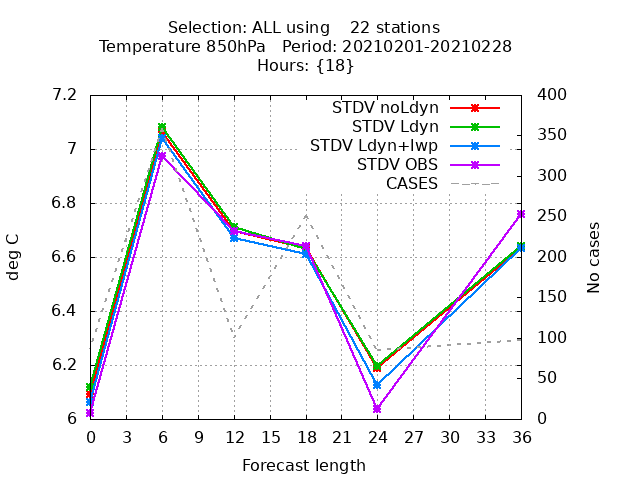 Selection: ALL using    22 stations
Temperature 850hPa   Period: 20210201-20210228
Hours: {18}
STDV noLdyn
STDV Ldyn
STDV Ldyn+Iwp
STDV OBS
CASES
deg C
7.2
7
6.8
6.6
6.4
6.2
6
No cases
400
350
300
250
200
150
100
50
0
0 3 6 9 12 15 18 21 24 27 30 33 36
Forecast length